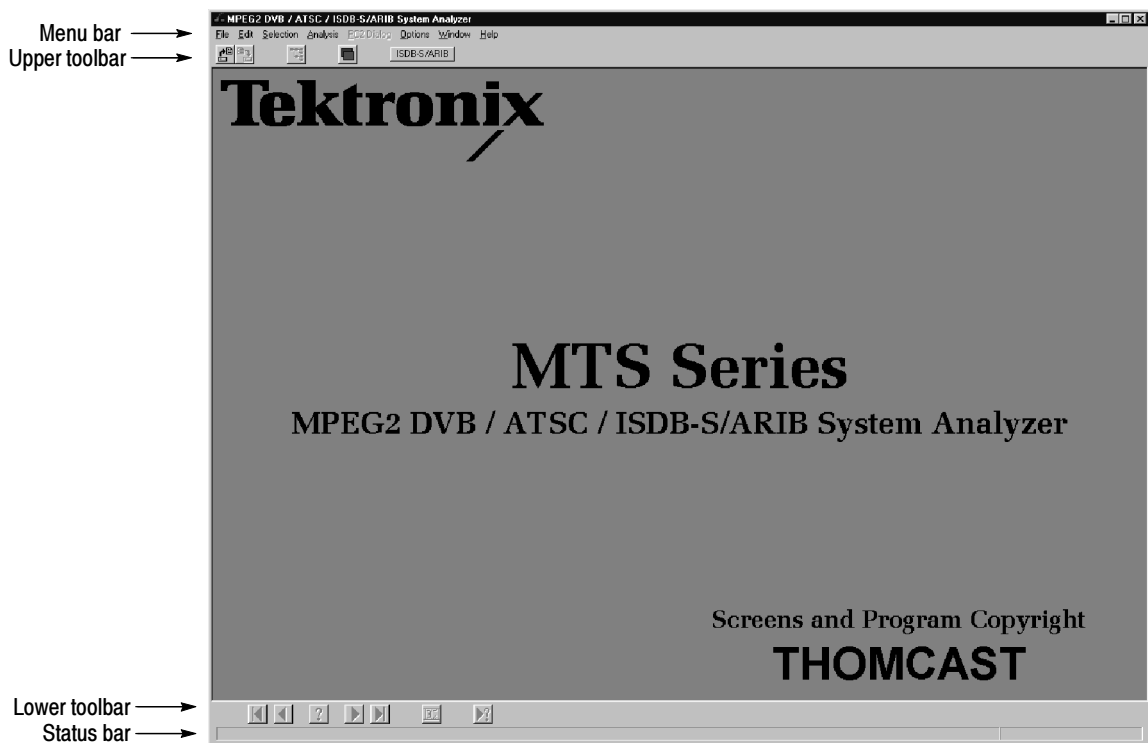 MPEG2 DVB / ATSC / ISDB-S/ARIB System Analyzer
Menu bar
File Edit Selection Analysis Options Window Help
Upper toolbar
ISDB-S/ARIB
Tektronix
MTS Series
MPEG2 DVB / ATSC / ISDB-S/ARIB System Analyzer
Screens and Program Copyright
THOMCAST
Lower toolbar
?
?
Status bar